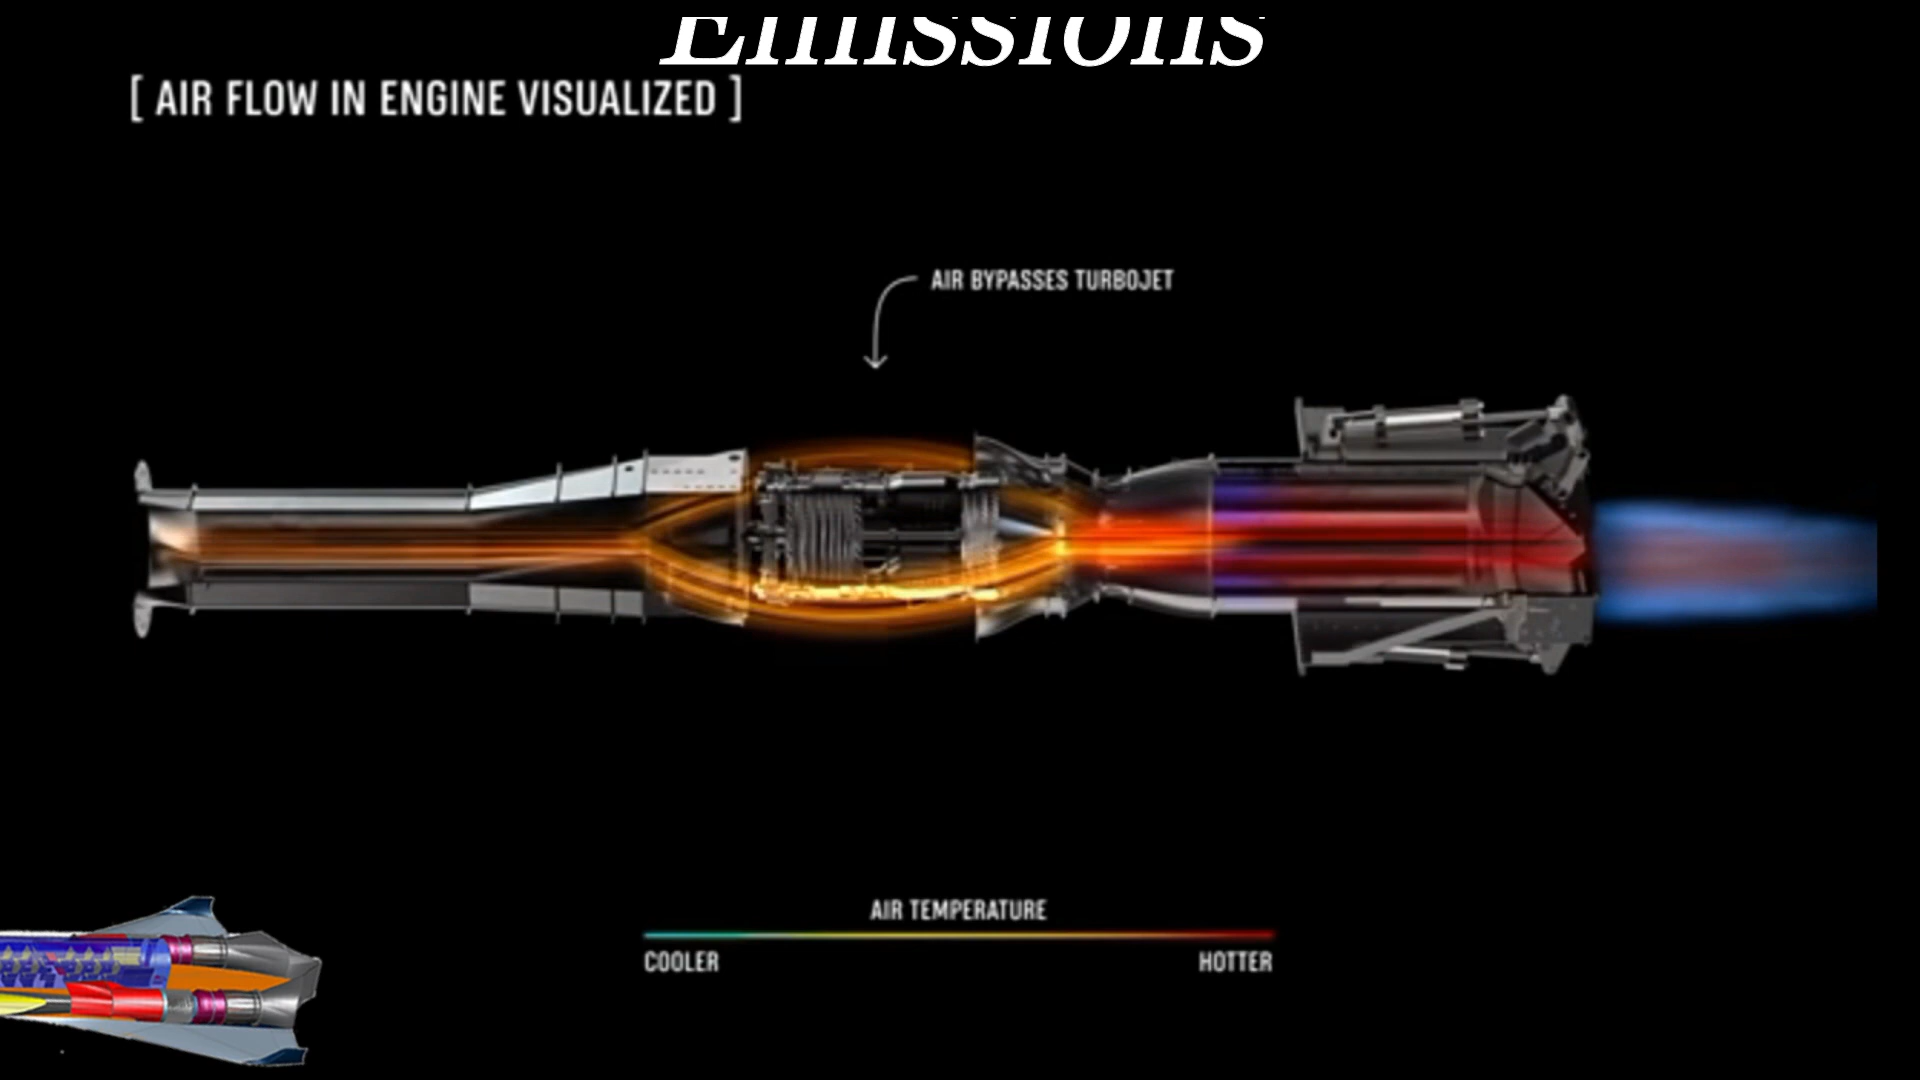 Emissions
[ AIR FLOW IN ENGINE VISUALIZED ]
AIR BYPASSES TURBOJET
AIR TEMPERATURE
COOLER HOTTER